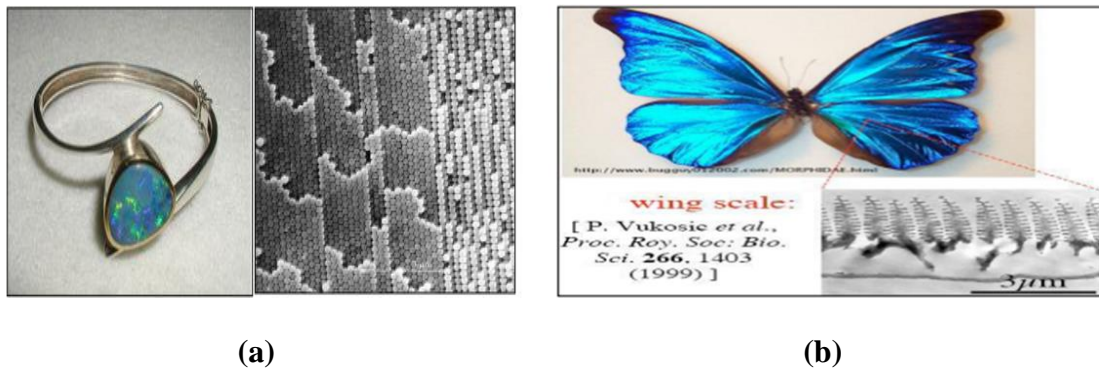 http://www.bugguy012002.com/MORPHIDAE.html
wing scale:
[ P. Vukosic et al.,
Proc. Roy. Soc: Bio.
Sci. 266, 1403
(1999) ]
3μm
(a)
(b)